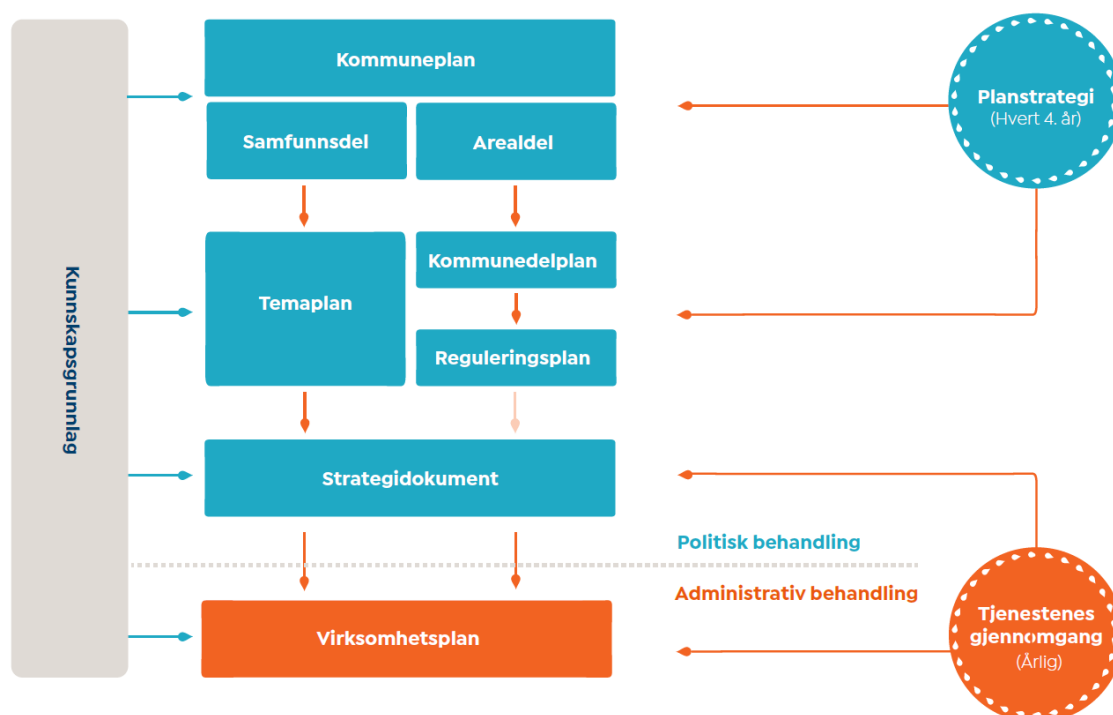 Kunnskapsgrunnlag
Kommuneplan
Samfunnsdel
Arealdel
Temaplan
Kommunedelplan
Reguleringsplan
Strategidokument
Virksomhetsplan
Planstrategi
(Hvert 4. år)
Politisk behandling
Administrativ behandling
Tjenestenes
gjennomgang
(Årlig)